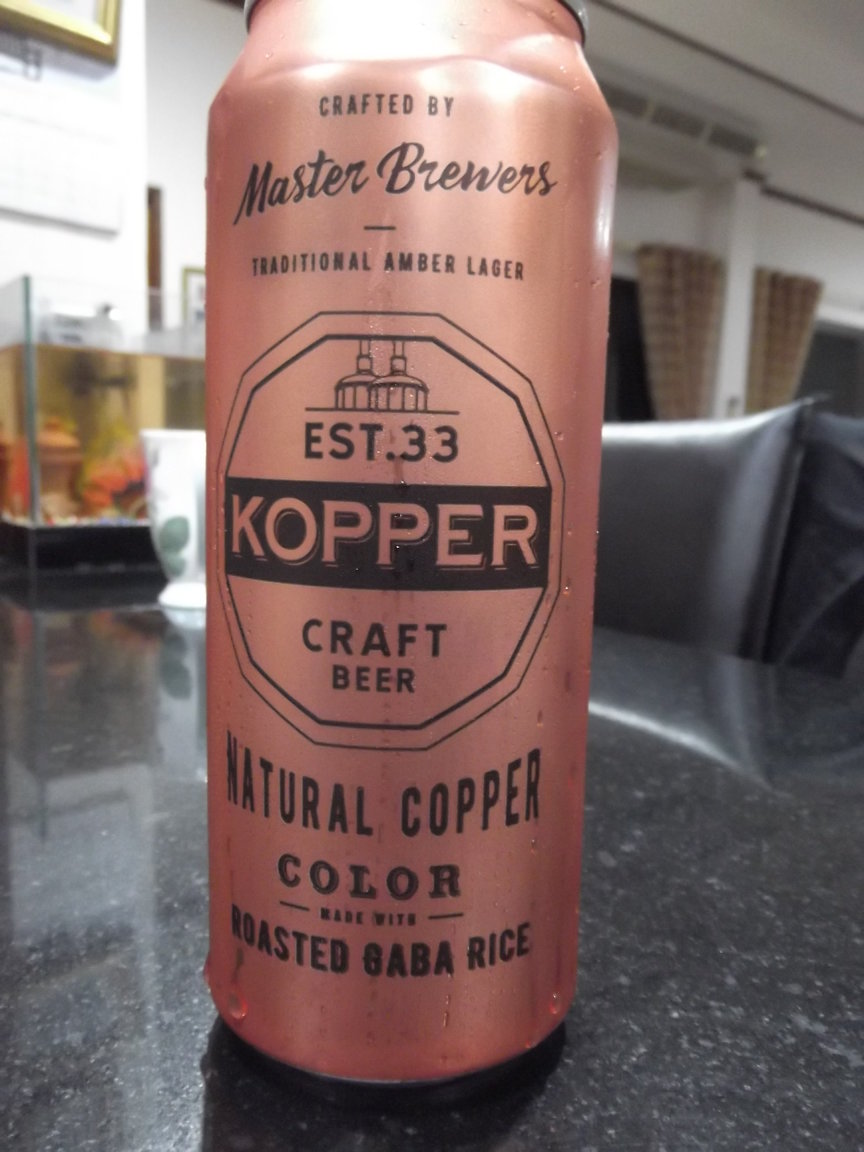 CRAFTED BY
Master Brewers
TRADITIONAL AMBER LAGER
EST.33
KOPPER
CRAFT
BEER
NATURAL COPPER
COLOR
MADE WITH
ROASTED GABA RICE